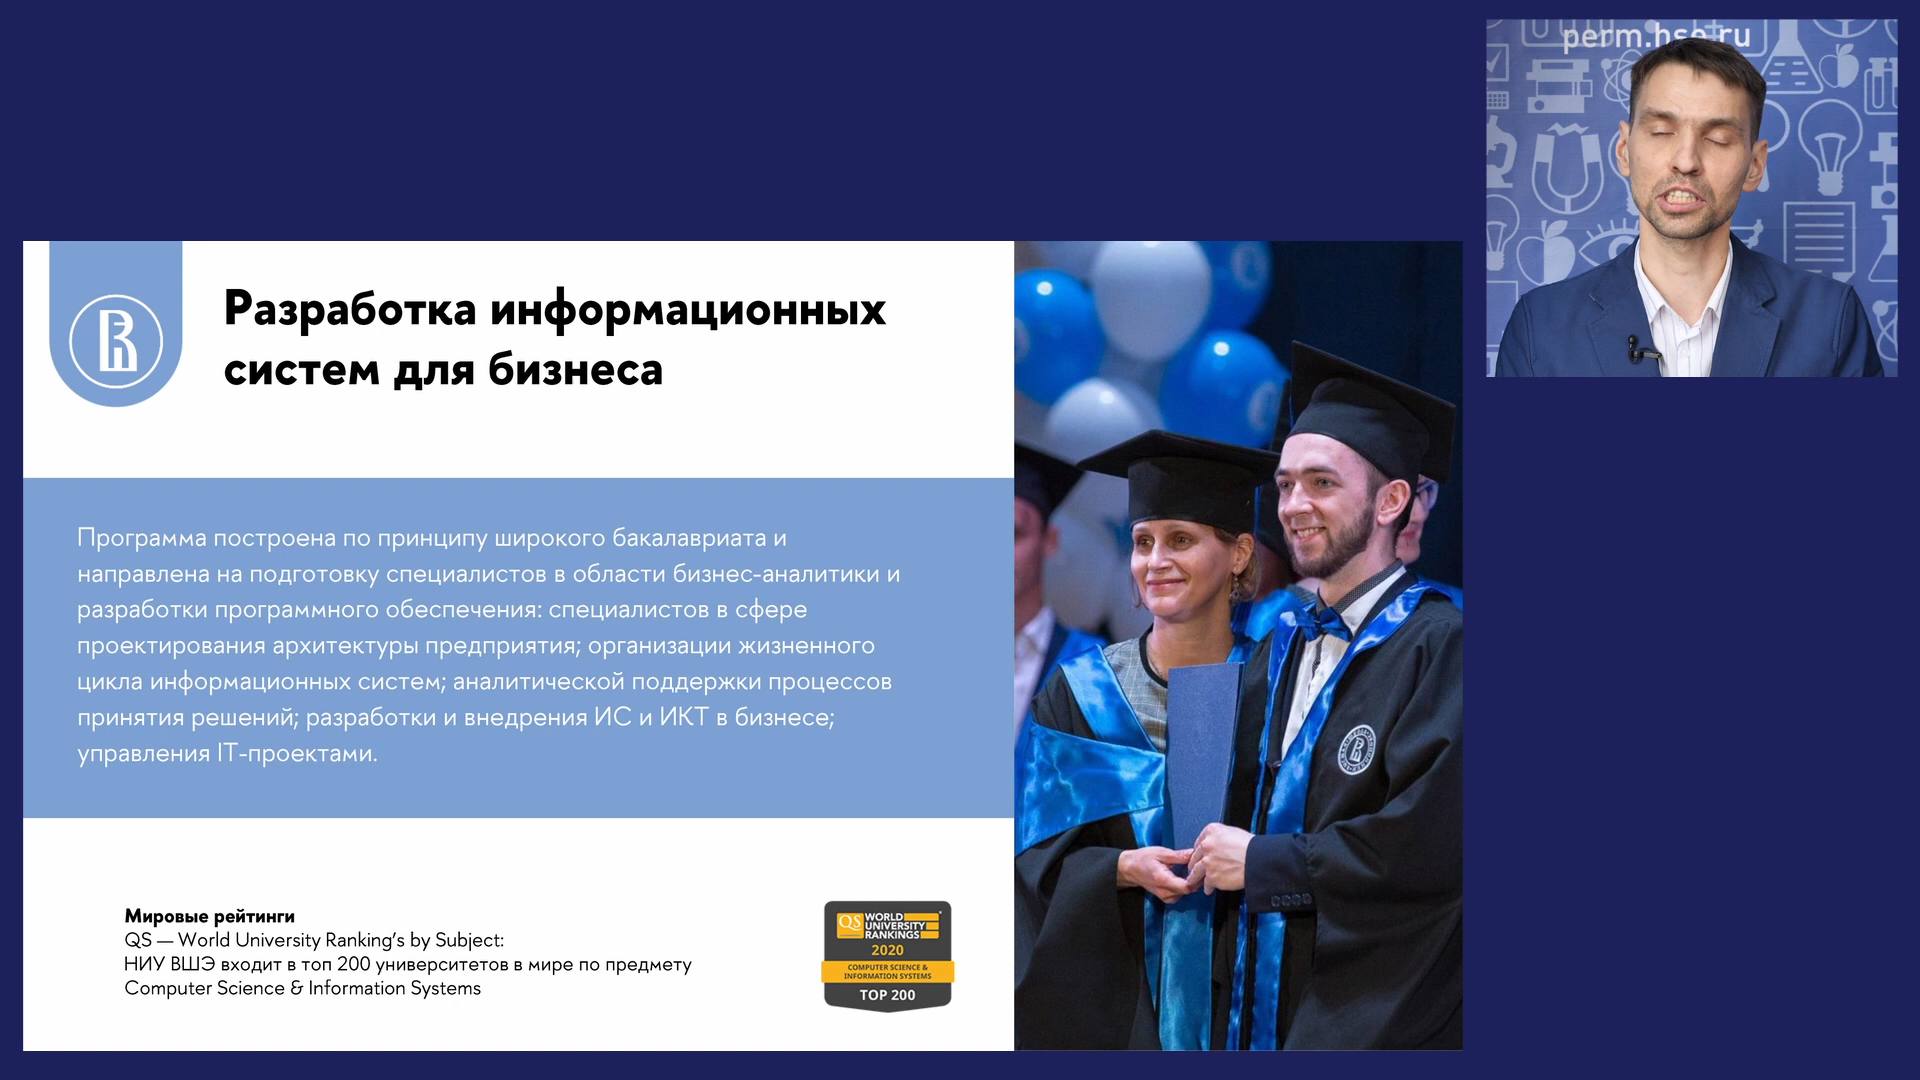 perm.hse.ru
Разработка информационных
систем для бизнеса
Программа построена по принципу широкого бакалавриата и
направлена на подготовку специалистов в области бизнес-аналитики и
разработки программного обеспечения: специалистов в сфере
проектирования архитектуры предприятия; организации жизненного
цикла информационных систем; аналитической поддержки процессов
принятия решений; разработки и внедрения ИС и ИКТ в бизнесе;
управления IT-проектами.
Мировые рейтинги
QS — World University Ranking's by Subject:
НИУ ВШЭ входит в топ 200 университетов в мире по предмету
Computer Science & Information Systems
QS WORLD
UNIVERSITY
RANKINGS
2020
COMPUTER SCIENCE &
INFORMATION SYSTEMS
TOP 200